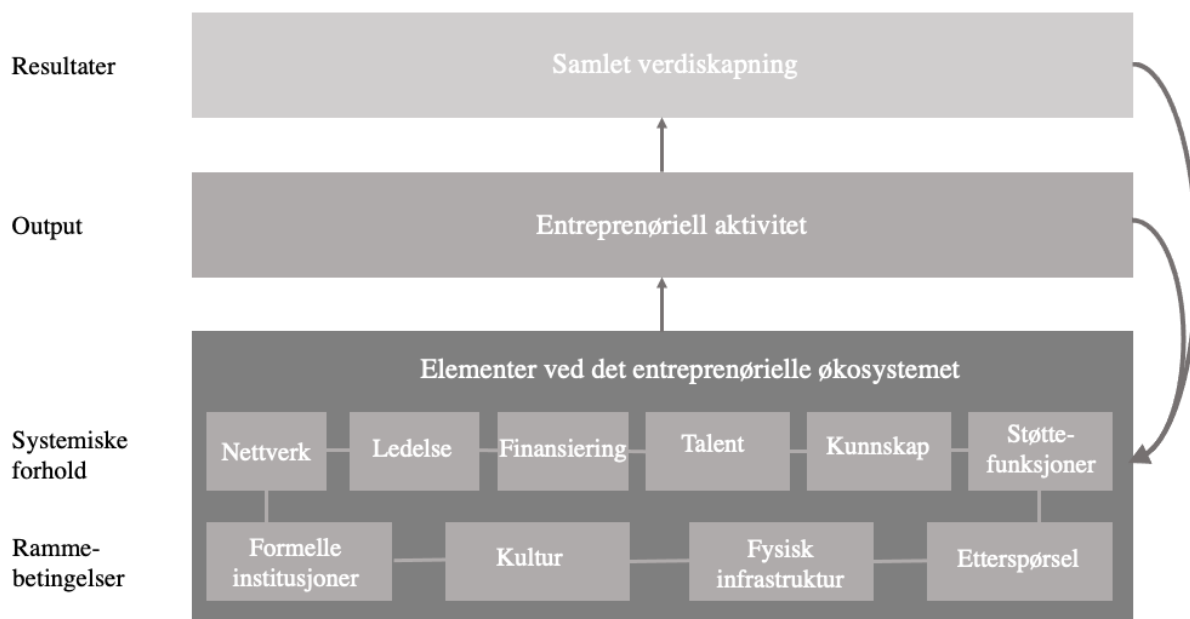 Resultater
Samlet verdiskapning
Output
Entreprenøriell aktivitet
Elementer ved det entreprenørielle økosystemet
Systemiske
forhold
Nettverk
Ledelse
Finansiering
Talent
Kunnskap
Støtte-
funksjoner
Ramme-
betingelser
Formelle
institusjoner
Kultur
Fysisk
infrastruktur
Etterspørsel